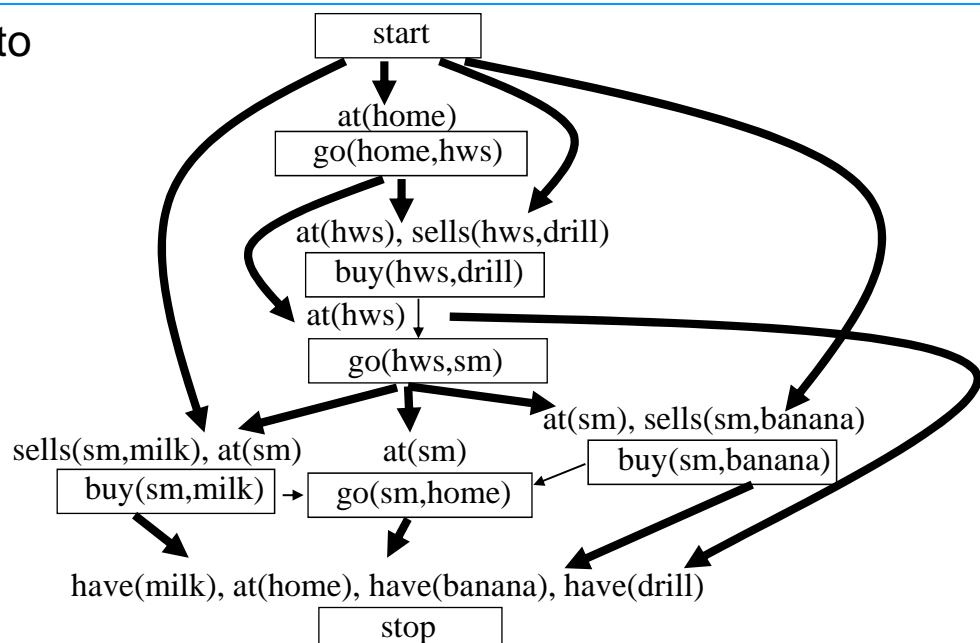 to
start
at(home)
go(home,hws)
at(hws), sells(hws,drill)
buy(hws,drill)
at(hws)
go(hws,sm)
at(sm), sells(sm,banana)
sells(sm,milk), at(sm)
at(sm)
buy(sm,banana)
buy(sm,milk)
go(sm,home)
have(milk), at(home), have(banana), have(drill)
stop